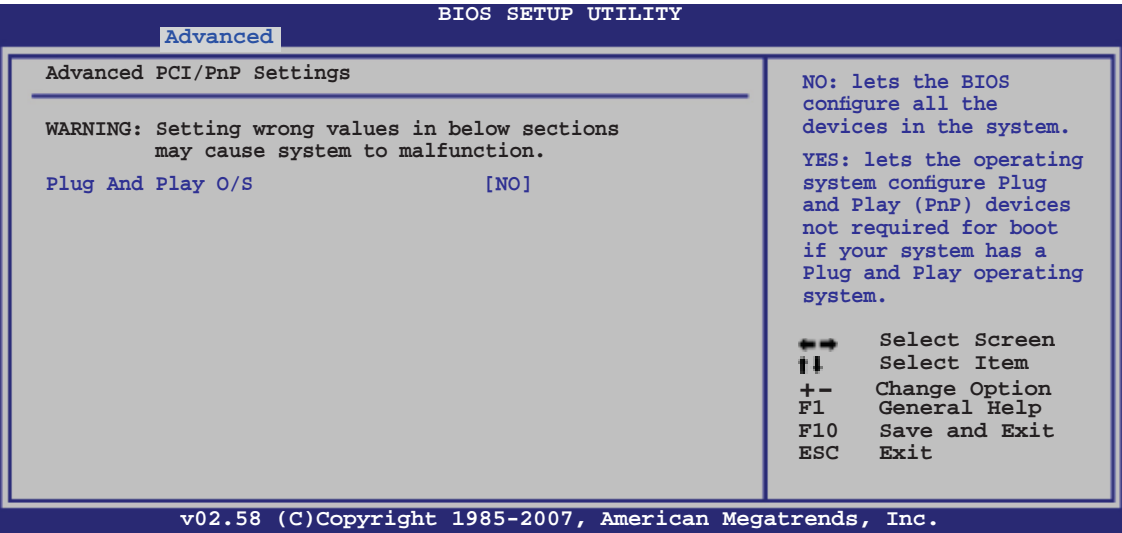 BIOS SETUP UTILITY
Advanced
Advanced PCI/PnP Settings
WARNING: Setting wrong values in below sections
may cause system to malfunction.
Plug And Play O/S [NO]
NO: lets the BIOS
configure all the
devices in the system.
YES: lets the operating
system configure Plug
and Play (PnP) devices
not required for boot
if your system has a
Plug and Play operating
system.
←→ Select Screen
↑↓ Select Item
+- Change Option
F1 General Help
F10 Save and Exit
ESC Exit
v02.58 (C)Copyright 1985-2007, American Megatrends, Inc.